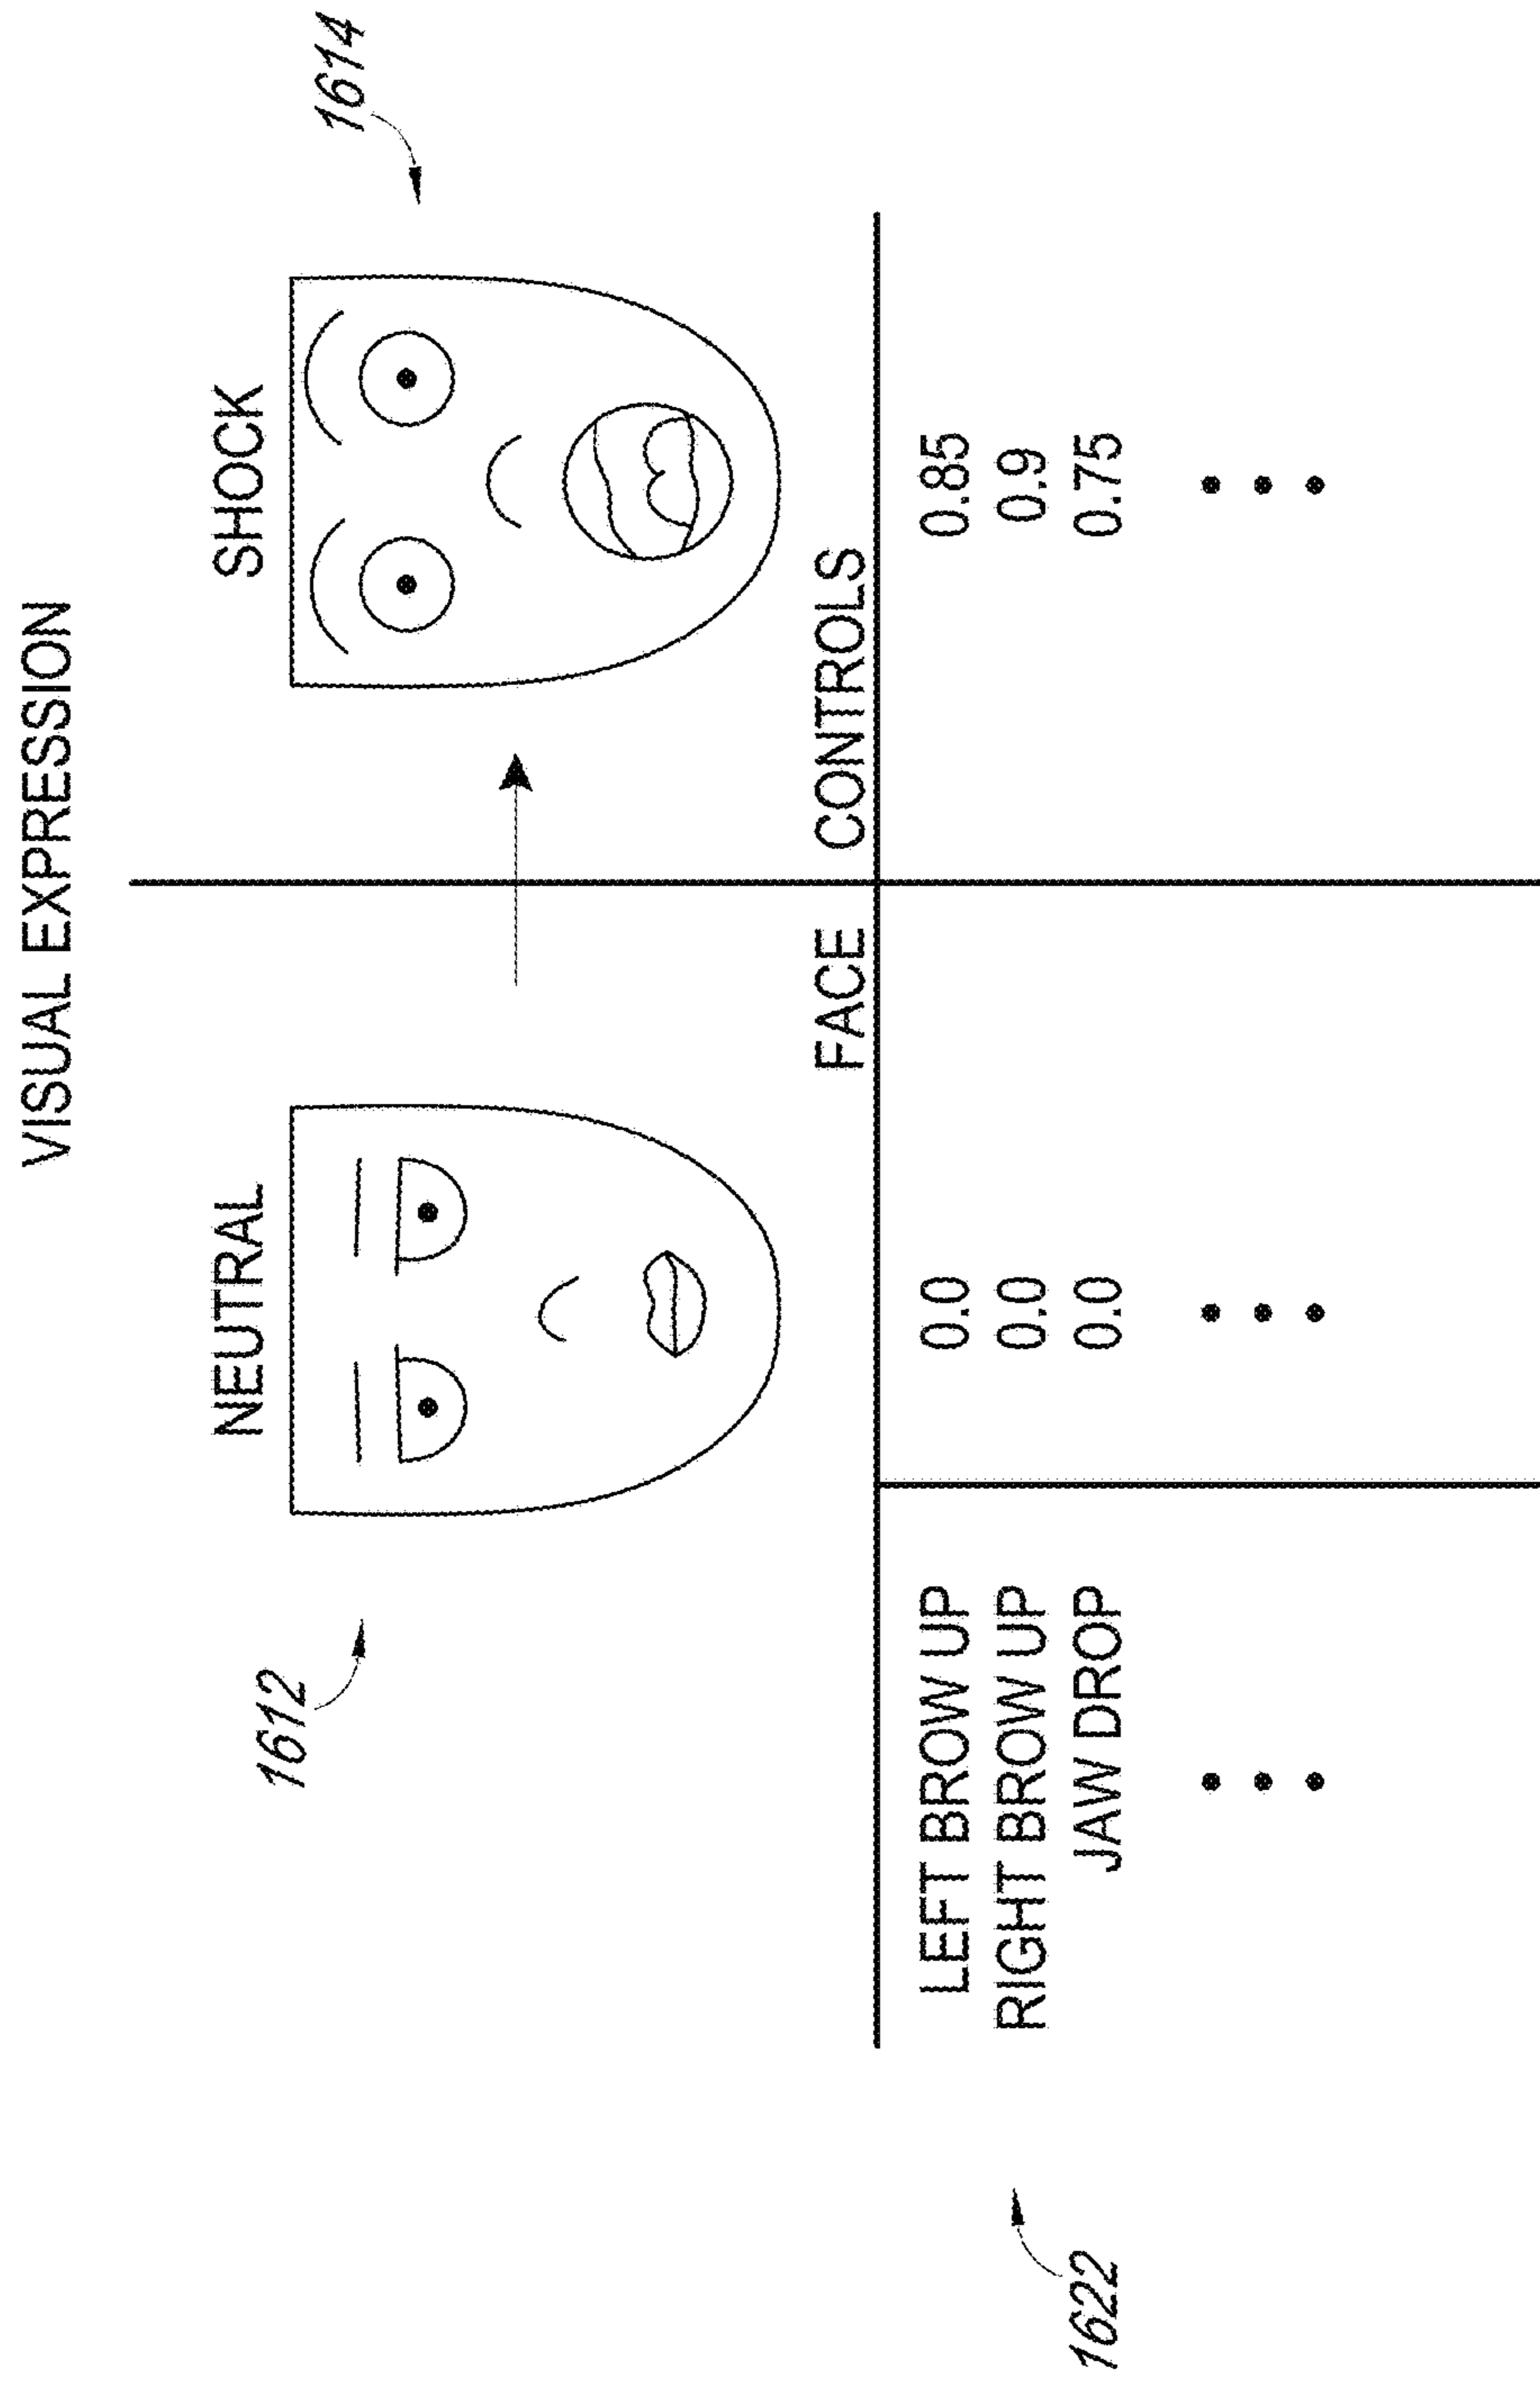 VISUAL EXPRESSION
1614
NEUTRAL SHOCK
1612
FACE CONTROLS
LEFT BROW UP 0.0 0.85
RIGHT BROW UP 0.0 0.9
JAW DROP 0.0 0.75
1622